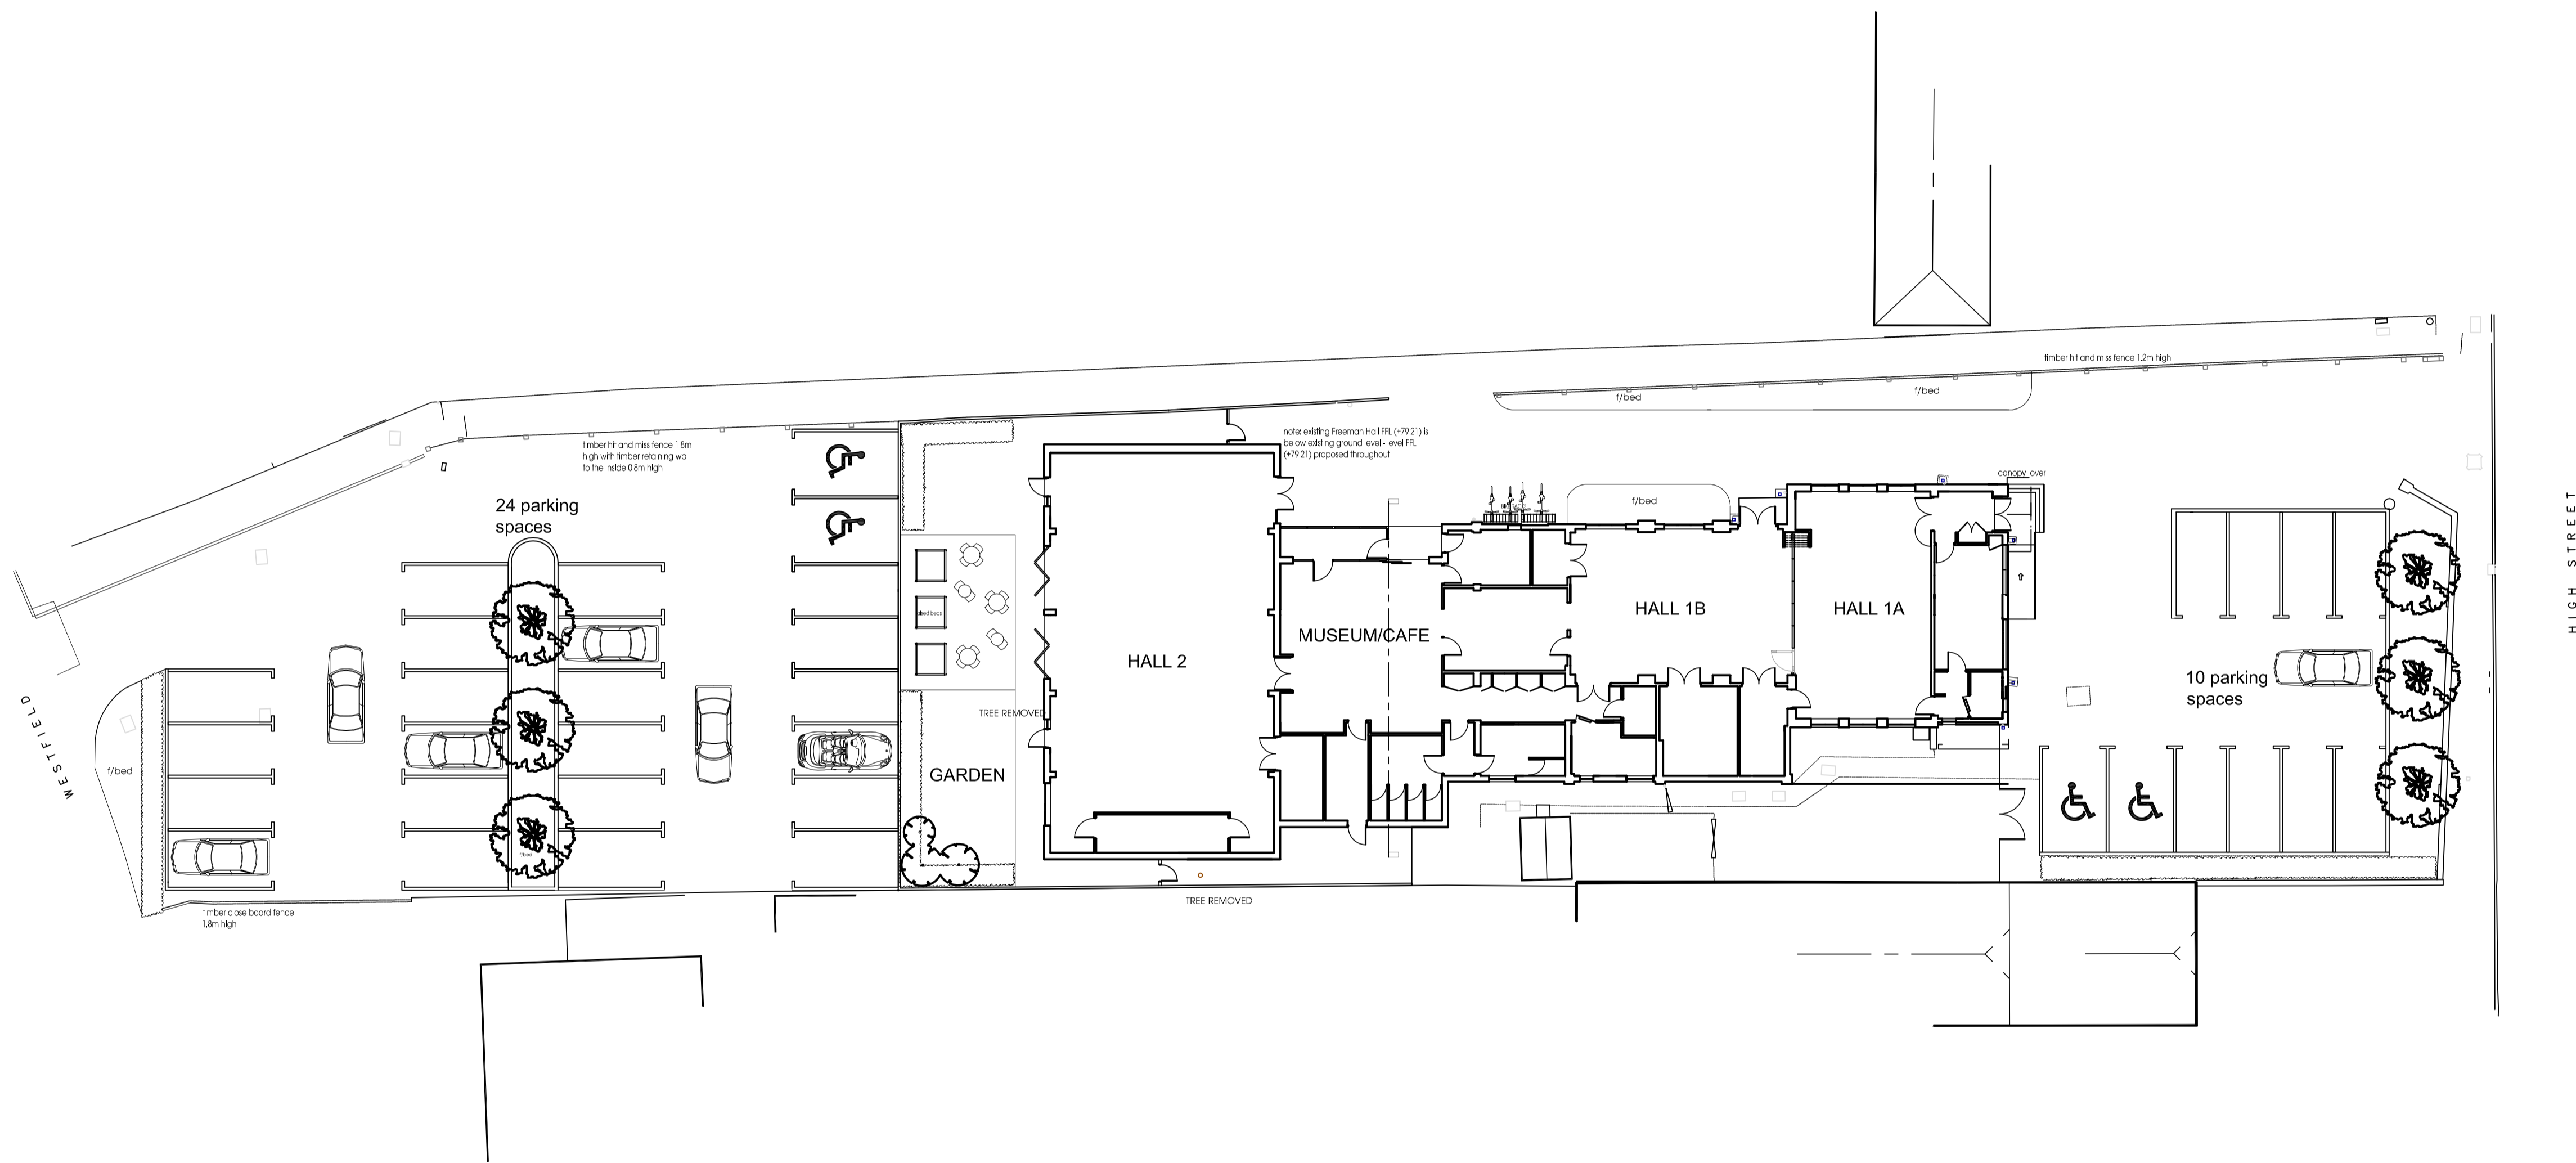 timber hit and miss fence 1.2m high
f/bed
f/bed
timber hit and miss fence 1.8m
high with timber retaining wall
to the inside 0.8m high
note: existing Freeman Hall FFL (+79.21) is
below existing ground level - level FFL
(+79.21) proposed throughout
canopy over
24 parking
spaces
f/bed
HIGH STREET
raised beds
HALL 1B
HALL 1A
MUSEUM/CAFE
HALL 2
10 parking
spaces
TREE REMOVED
WESTFIELD
f/bed
GARDEN
f/bed
TREE REMOVED
timber close board fence
1.8m high